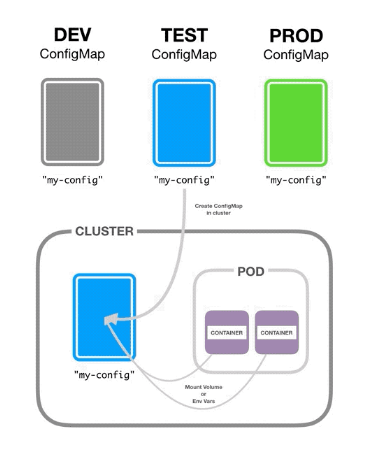 DEV TEST PROD
ConfigMap ConfigMap ConfigMap
"my-config" "my-config" "my-config"
Create ConfigMap
in cluster
CLUSTER
POD
CONTAINER CONTAINER
"my-config"
Mount Volume
or
Env Vars